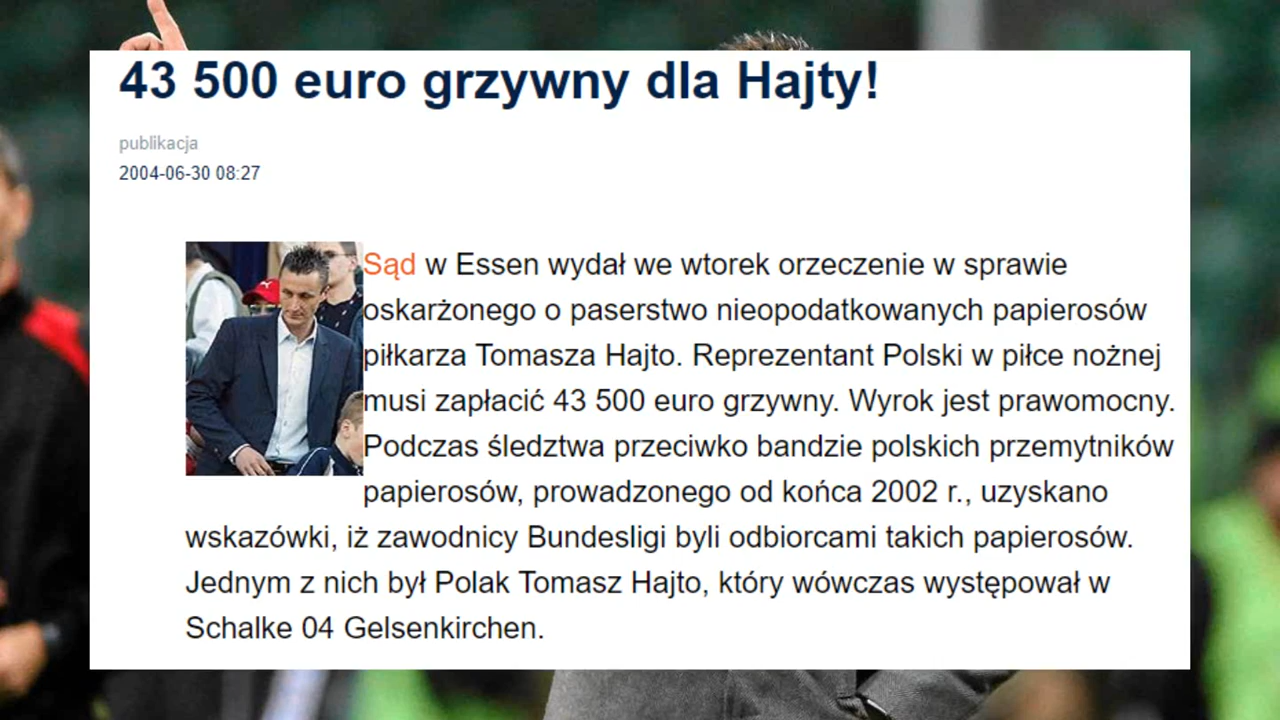 43 500 euro grzywny dla Hajty!
publikacja
2004-06-30 08:27
Sąd w Essen wydał we wtorek orzeczenie w sprawie
oskarżonego o paserstwo nieopodatkowanych papierosów
piłkarza Tomasza Hajto. Reprezentant Polski w piłce nożnej
musi zapłacić 43 500 euro grzywny. Wyrok jest prawomocny.
Podczas śledztwa przeciwko bandzie polskich przemytników
papierosów, prowadzonego od końca 2002 r., uzyskano
wskazówki, iż zawodnicy Bundesligi byli odbiorcami takich papierosów.
Jednym z nich był Polak Tomasz Hajto, który wówczas występował w
Schalke 04 Gelsenkirchen.